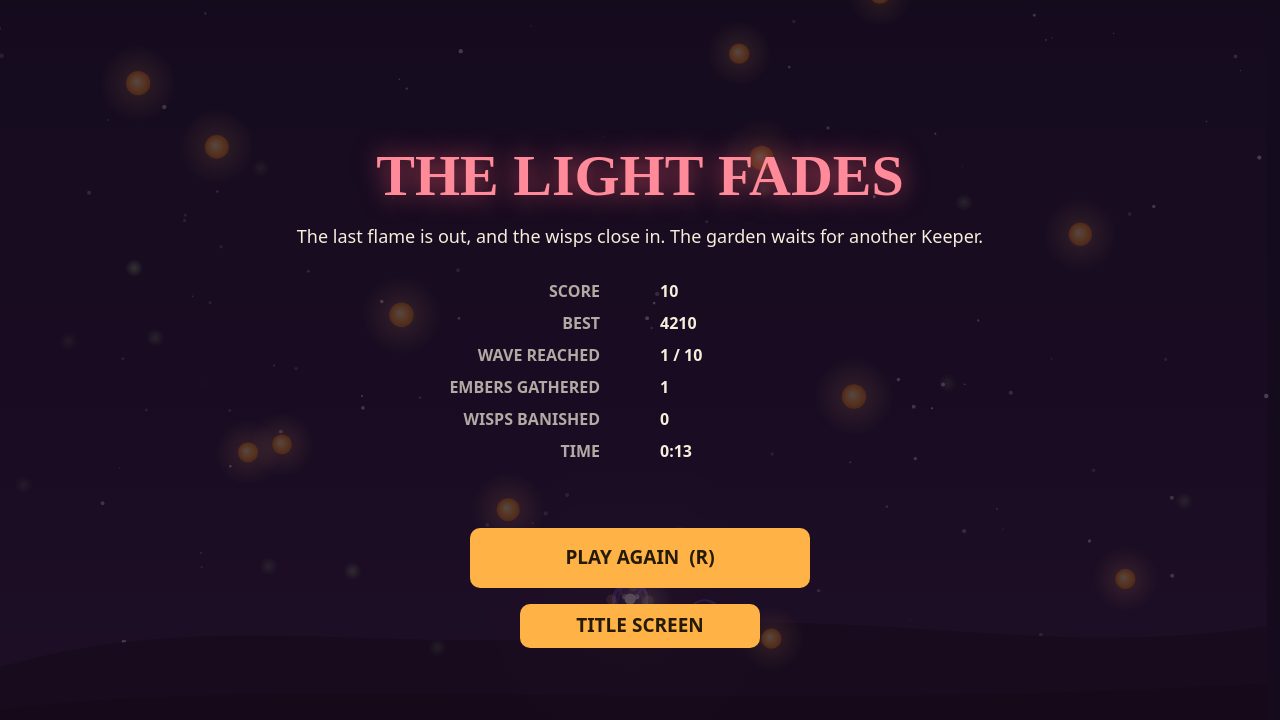 THE LIGHT FADES
The last flame is out, and the wisps close in. The garden waits for another Keeper.
SCORE 10
BEST 4210
WAVE REACHED 1 / 10
EMBERS GATHERED 1
WISPS BANISHED 0
TIME 0:13
PLAY AGAIN (R)
TITLE SCREEN